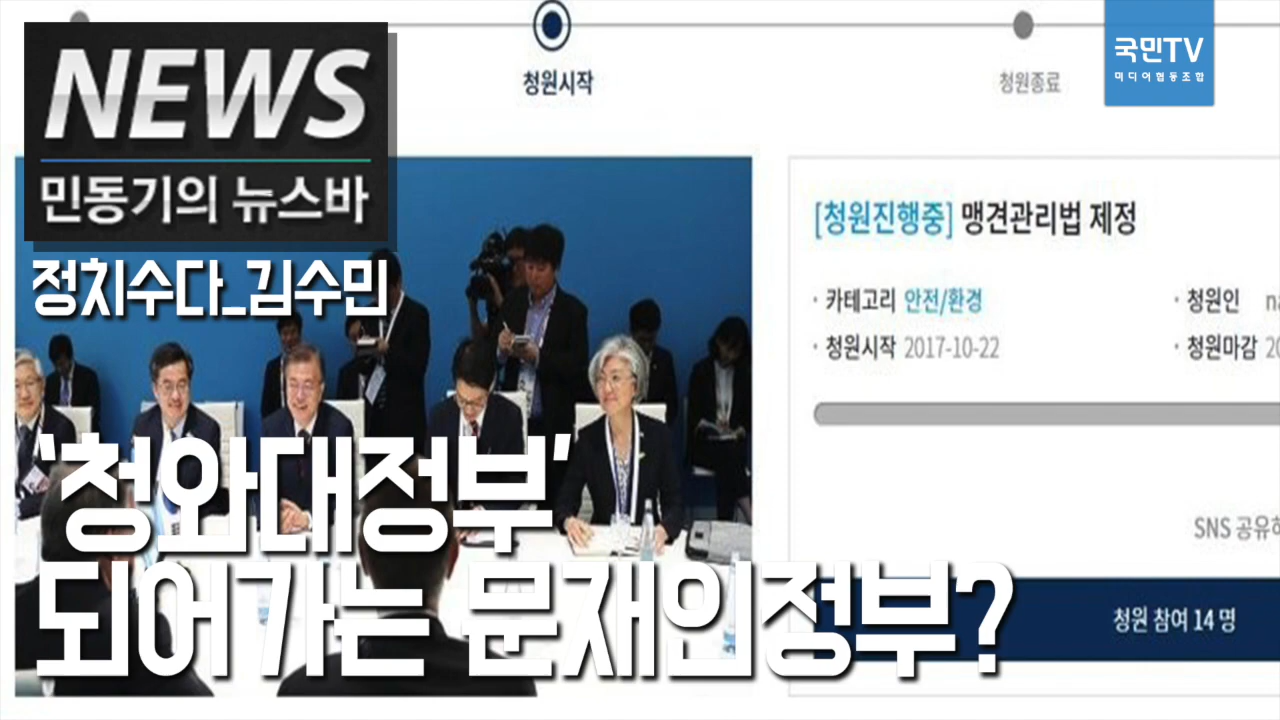 NEWS
민동기의 뉴스바
정치수다_김수민
'청와대정부'
되어가는 문재인정부?
국민TV
미디어협동조합
청원시작
청원종료
[청원진행중] 맹견관리법 제정
· 카테고리 안전/환경
· 청원인
· 청원시작 2017-10-22
· 청원마감 20
SNS 공유하
청원 참여 14 명